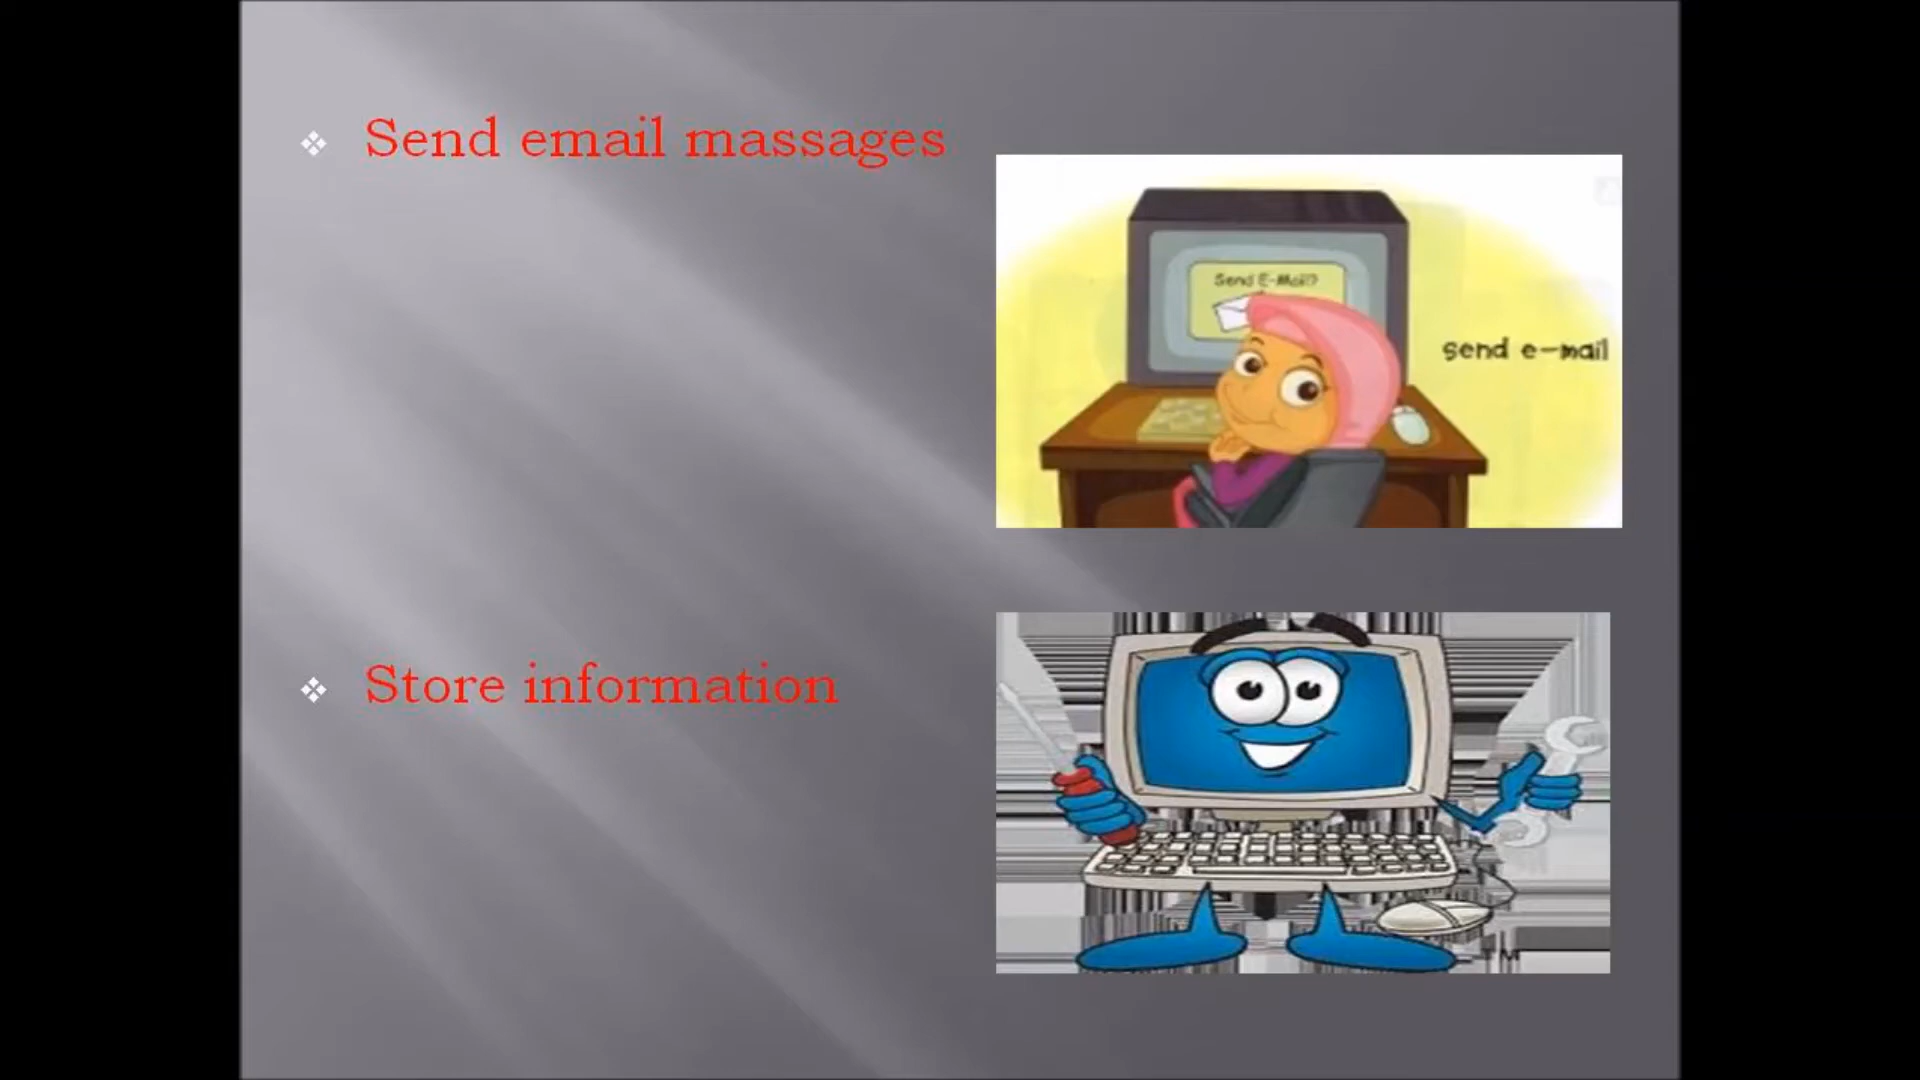 Send email massages
Send E-Mail?
send e-mail
Store information
TM